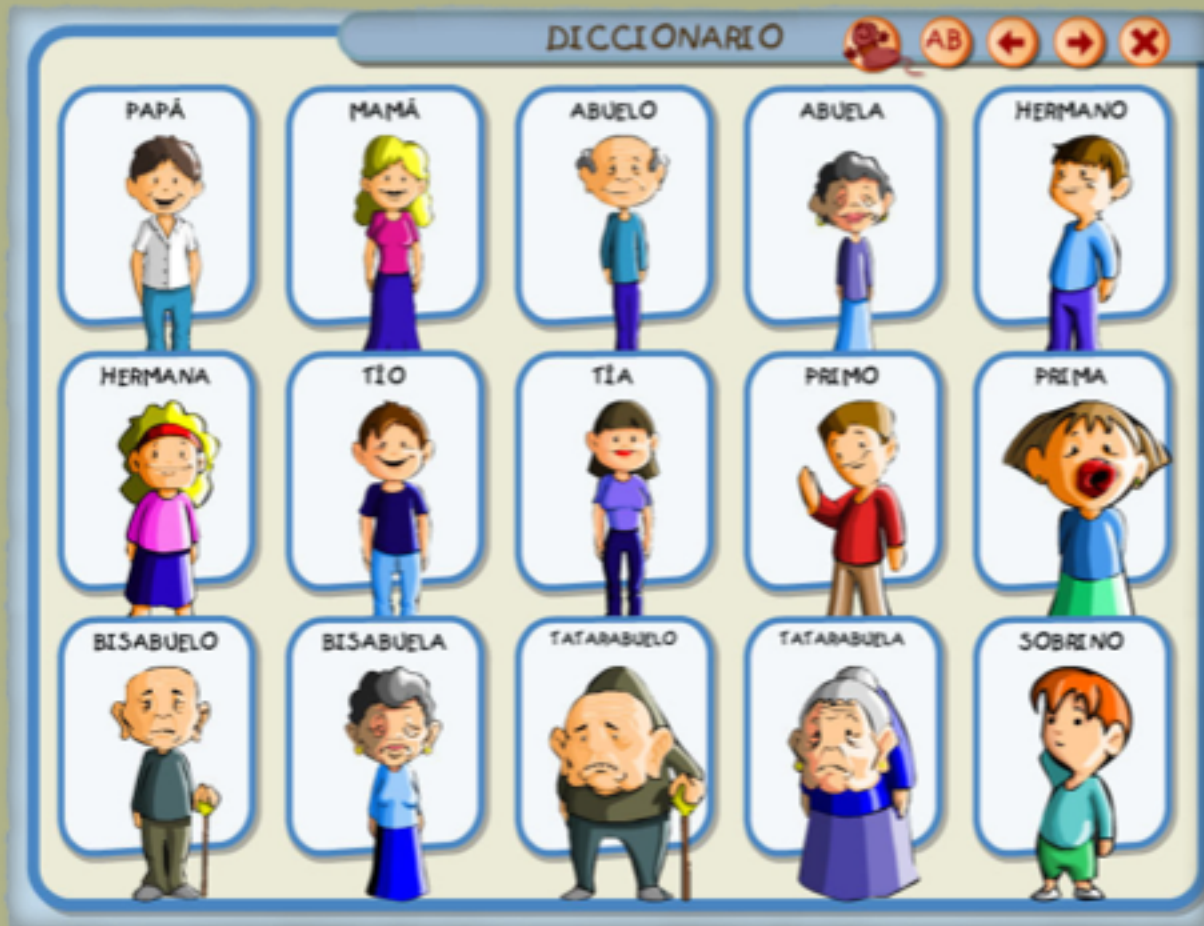 DICCIONARIO
AB
PAPÁ
MAMÁ
ABUELO
ABUELA
HERMANO
HERMANA
TÍO
TÍA
PRIMO
PRIMA
BISABUELO
BISABUELA
TATARABUELO
TATARABUELA
SOBRINO